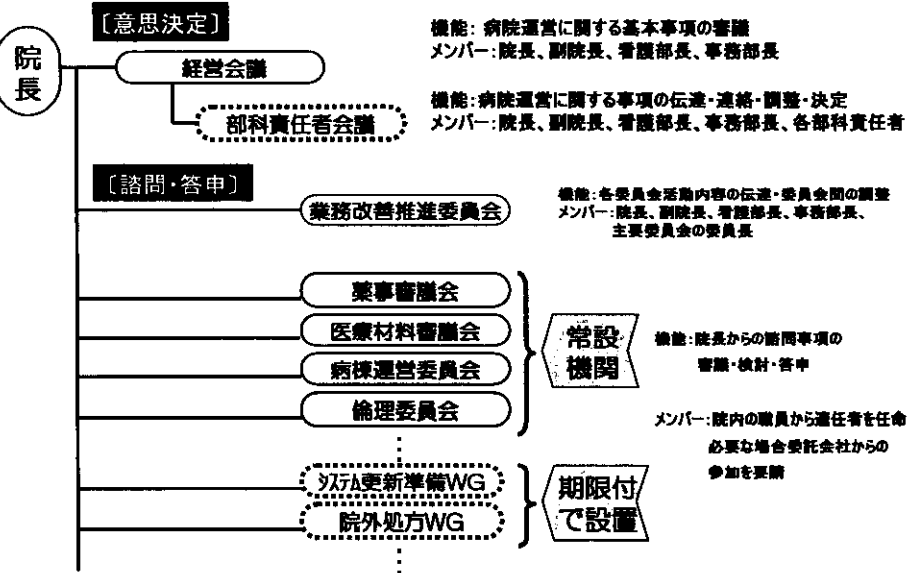 〔意思決定〕
機能: 病院運営に関する基本事項の審議
メンバー:院長、副院長、看護部長、事務部長
院長
経営会議
機能:病院運営に関する事項の伝達・連絡・調整・決定
メンバー:院長、副院長、看護部長、事務部長、各部科責任者
部科責任者会議
〔諮問・答申〕
業務改善推進委員会
機能:各委員会活動内容の伝達・委員会間の調整
メンバー:院長、副院長、看護部長、事務部長、
主要委員会の委員長
薬事審議会
医療材料審議会
病棟運営委員会
倫理委員会
常設
機関
機能:院長からの諮問事項の
審議・検討・答申
メンバー:院内の職員から適任者を任命
必要な場合委託会社からの
参加を要請
システム更新準備WG
院外処方WG
期限付
で設置